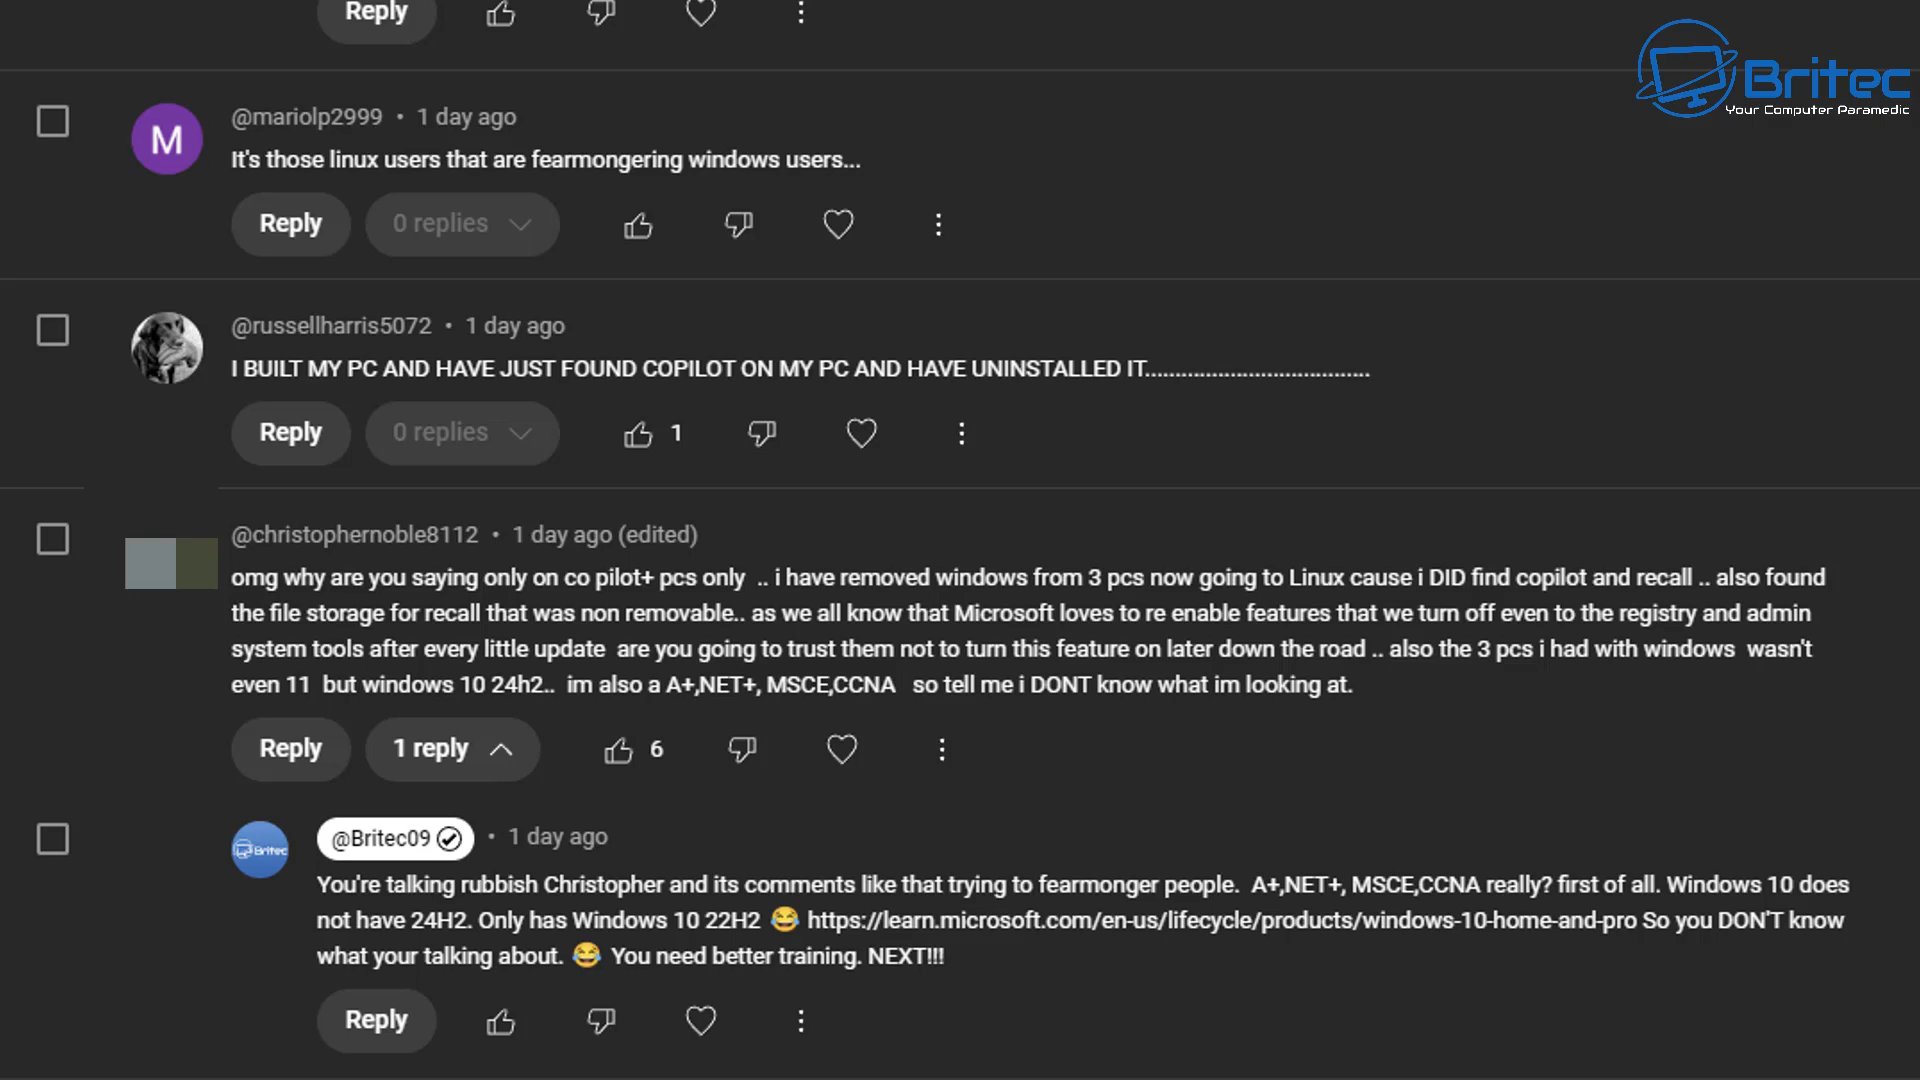 Reply
Britec
Your Computer Paramedic
M
@mariolp2999 • 1 day ago
It's those linux users that are fearmongering windows users...
Reply 0 replies
@russellharris5072 • 1 day ago
I BUILT MY PC AND HAVE JUST FOUND COPILOT ON MY PC AND HAVE UNINSTALLED IT.....................................
Reply 0 replies 1
@christophernoble8112 • 1 day ago (edited)
omg why are you saying only on co pilot+ pcs only .. i have removed windows from 3 pcs now going to Linux cause i DID find copilot and recall .. also found
the file storage for recall that was non removable.. as we all know that Microsoft loves to re enable features that we turn off even to the registry and admin
system tools after every little update are you going to trust them not to turn this feature on later down the road .. also the 3 pcs i had with windows wasn't
even 11 but windows 10 24h2.. im also a A+,NET+, MSCE,CCNA so tell me i DONT know what im looking at.
Reply 1 reply 6
Britec
@Britec09 • 1 day ago
You're talking rubbish Christopher and its comments like that trying to fearmonger people. A+,NET+, MSCE,CCNA really? first of all. Windows 10 does
not have 24H2. Only has Windows 10 22H2 😂 https://learn.microsoft.com/en-us/lifecycle/products/windows-10-home-and-pro So you DON'T know
what your talking about. 😂 You need better training. NEXT!!!
Reply